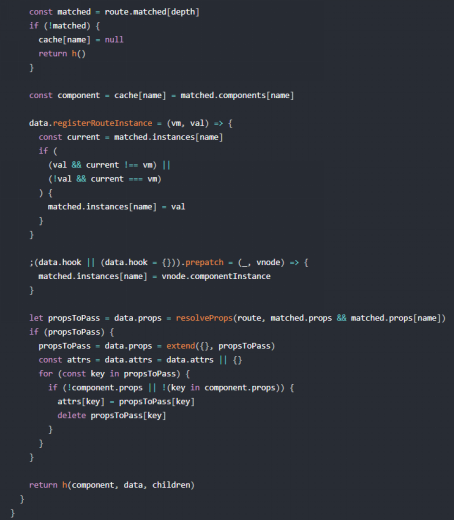 const matched = route.matched[depth]
if (!matched) {
cache[name] = null
return h()
}
const component = cache[name] = matched.components[name]
data.registerRouteInstance = (vm, val) => {
const current = matched.instances[name]
if (
(val && current !== vm) ||
(!val && current === vm)
) {
matched.instances[name] = val
}
}
;(data.hook || (data.hook = {})).prepatch = (_, vnode) => {
matched.instances[name] = vnode.componentInstance
}
let propsToPass = data.props = resolveProps(route, matched.props && matched.props[name])
if (propsToPass) {
propsToPass = data.props = extend({}, propsToPass)
const attrs = data.attrs = data.attrs || {}
for (const key in propsToPass) {
if (!component.props || !(key in component.props)) {
attrs[key] = propsToPass[key]
delete propsToPass[key]
}
}
}
return h(component, data, children)
}
}